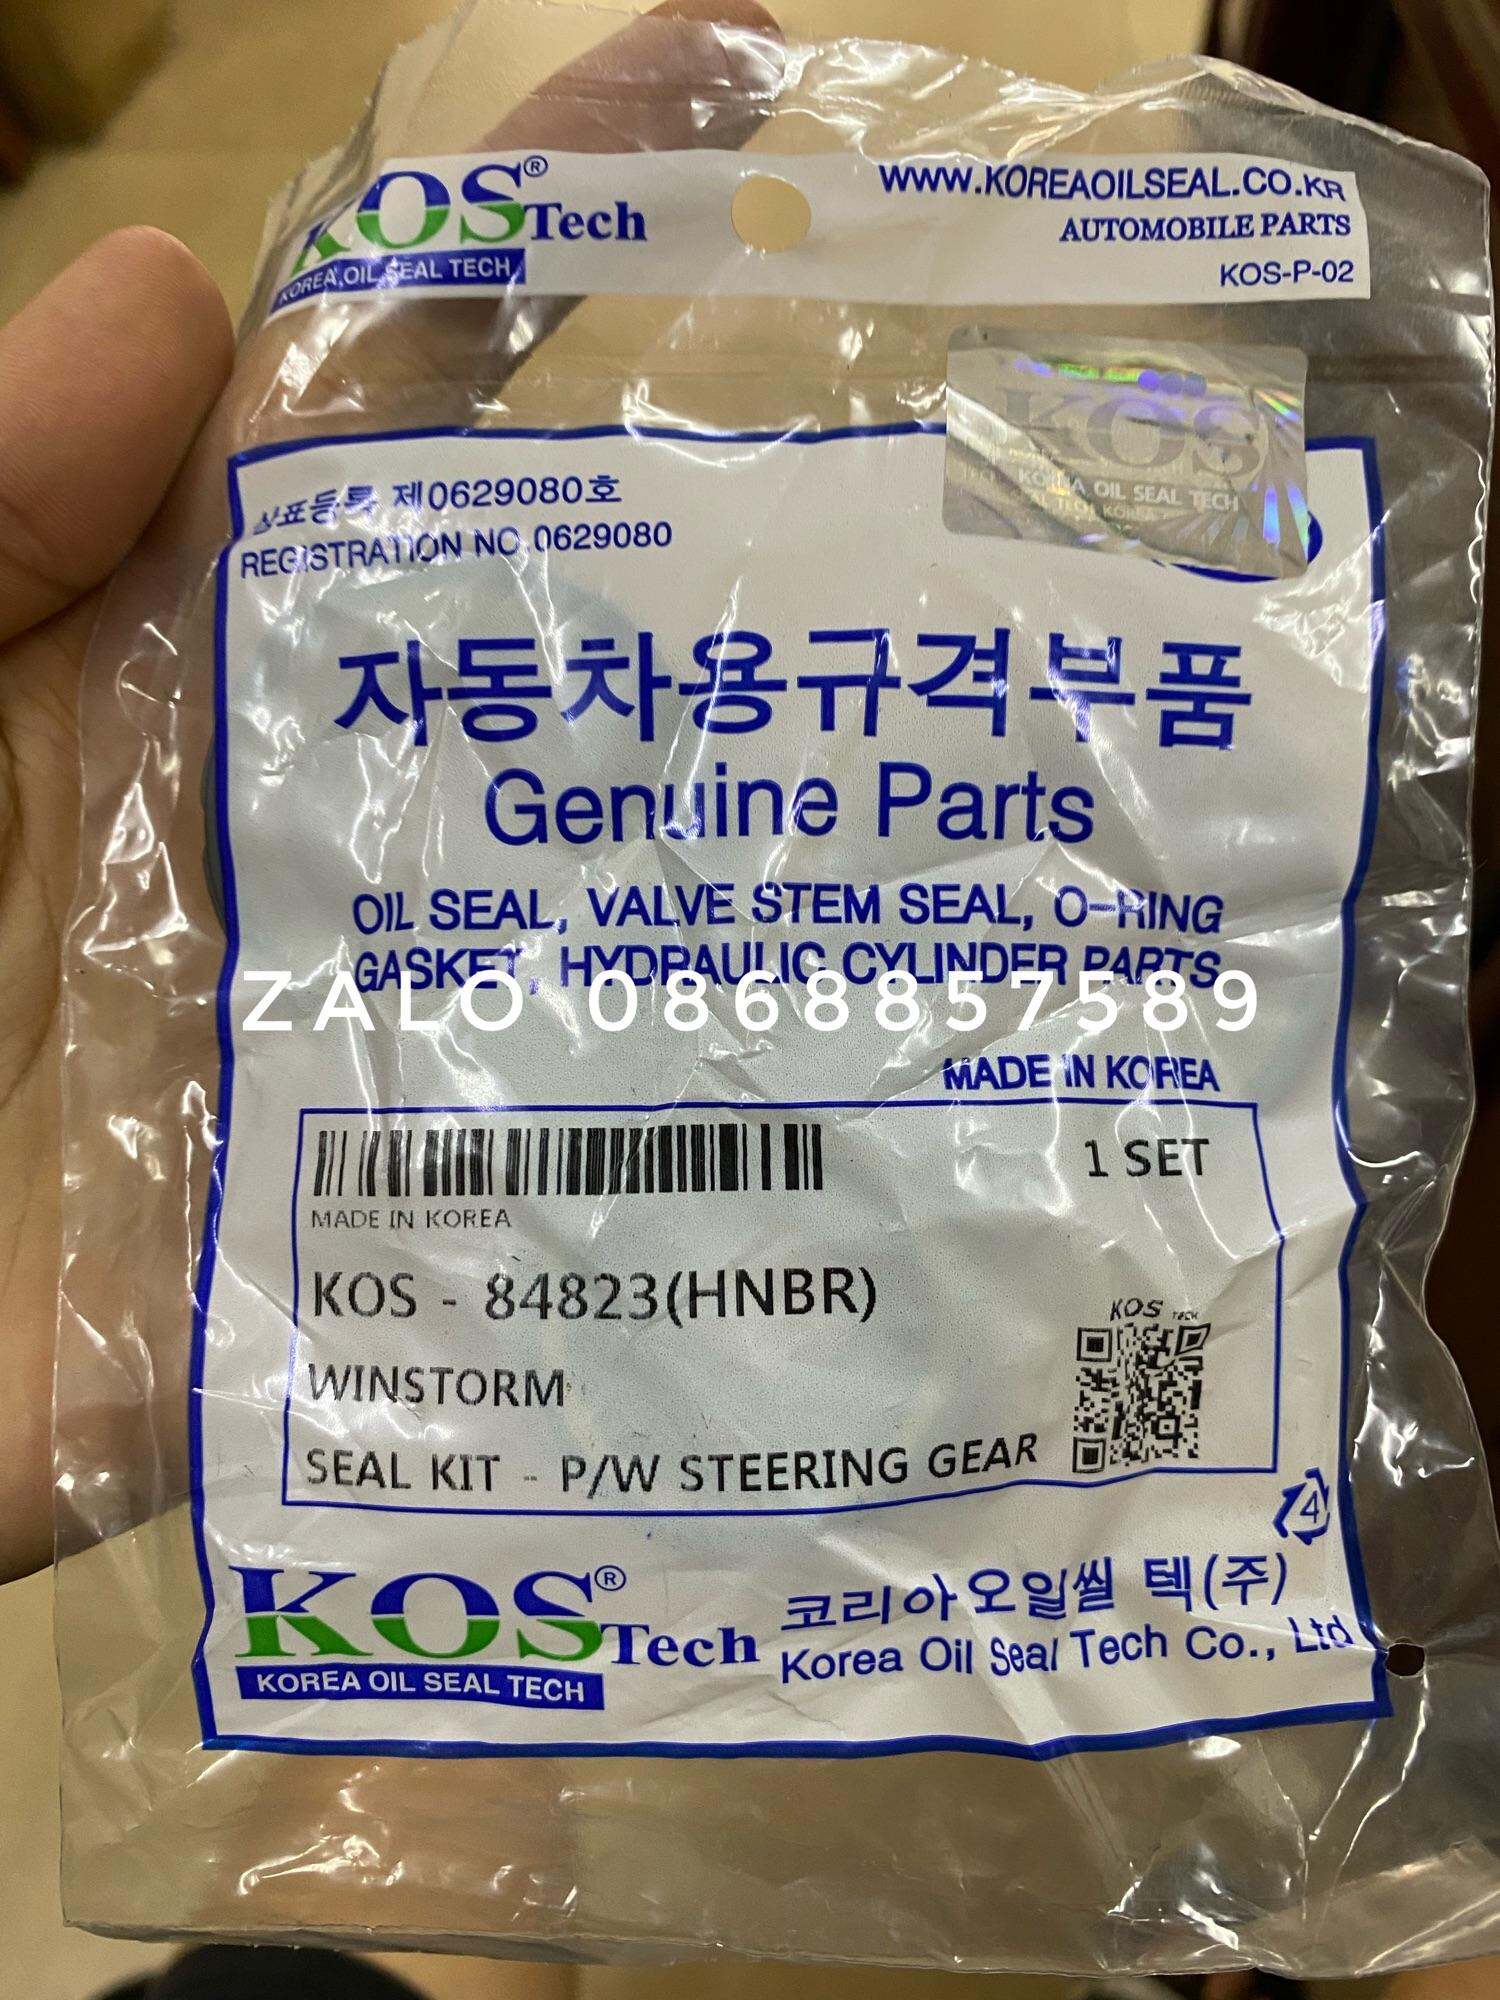 KOS® Tech
KOREA OIL SEAL TECH
WWW.KOREAOILSEAL.CO.KR
AUTOMOBILE PARTS
KOS-P-02
KOS
KOREA OIL SEAL TECH
상표등록 제0629080호
REGISTRATION NO.0629080
자동차용규격부품
Genuine Parts
OIL SEAL, VALVE STEM SEAL, O-RING
GASKET, HYDRAULIC CYLINDER PARTS
ZALO 0868857589
MADE IN KOREA
1 SET
MADE IN KOREA
KOS - 84823(HNBR)
WINSTORM
SEAL KIT - P/W STEERING GEAR
KOS TECH
4
KOS® Tech
KOREA OIL SEAL TECH
코리아오일씰 텍(주)
Korea Oil Seal Tech Co., Ltd